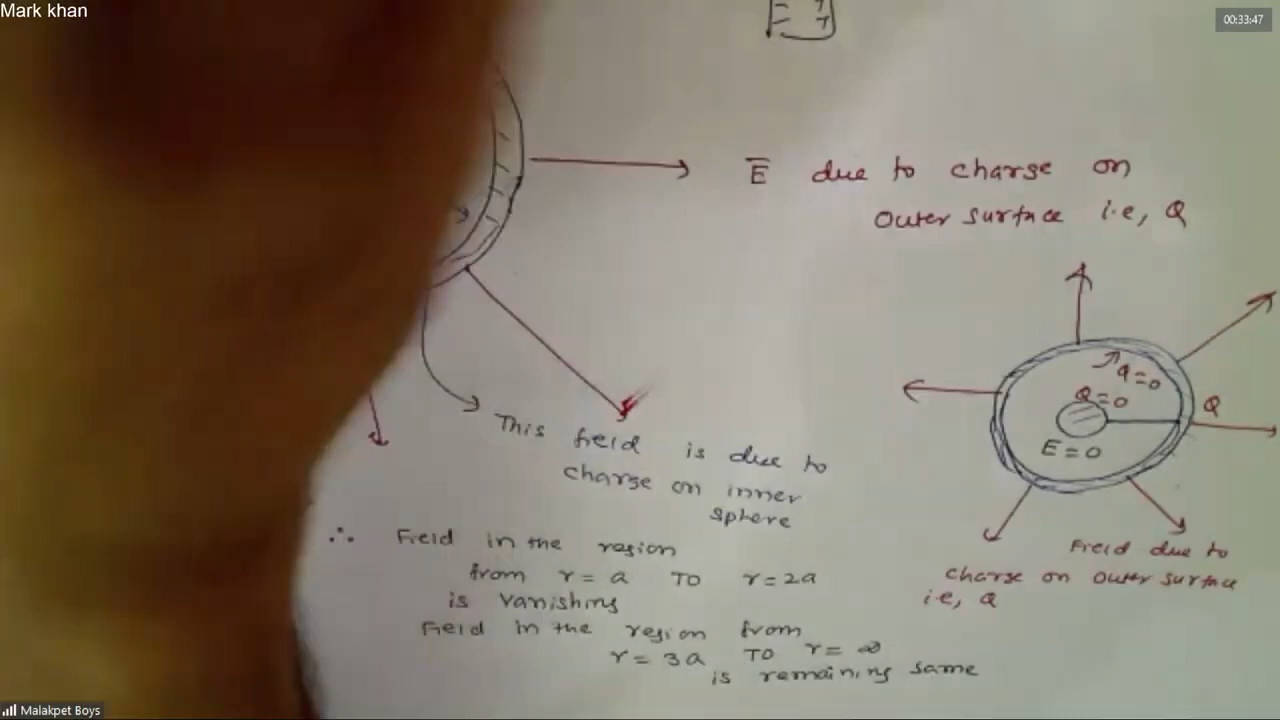 Mark khan
00:33:47
E due to charge on
Outer surface i.e, Q
Q=0
Q=0
Q
E=0
This field is due to
charge on inner
sphere
Field due to
charge on outer surface
i.e, Q
∴ Field in the region
from r=a TO r=2a
is vanishing
Field in the region from
r=3a TO r=∞
is remaining same
Malakpet Boys